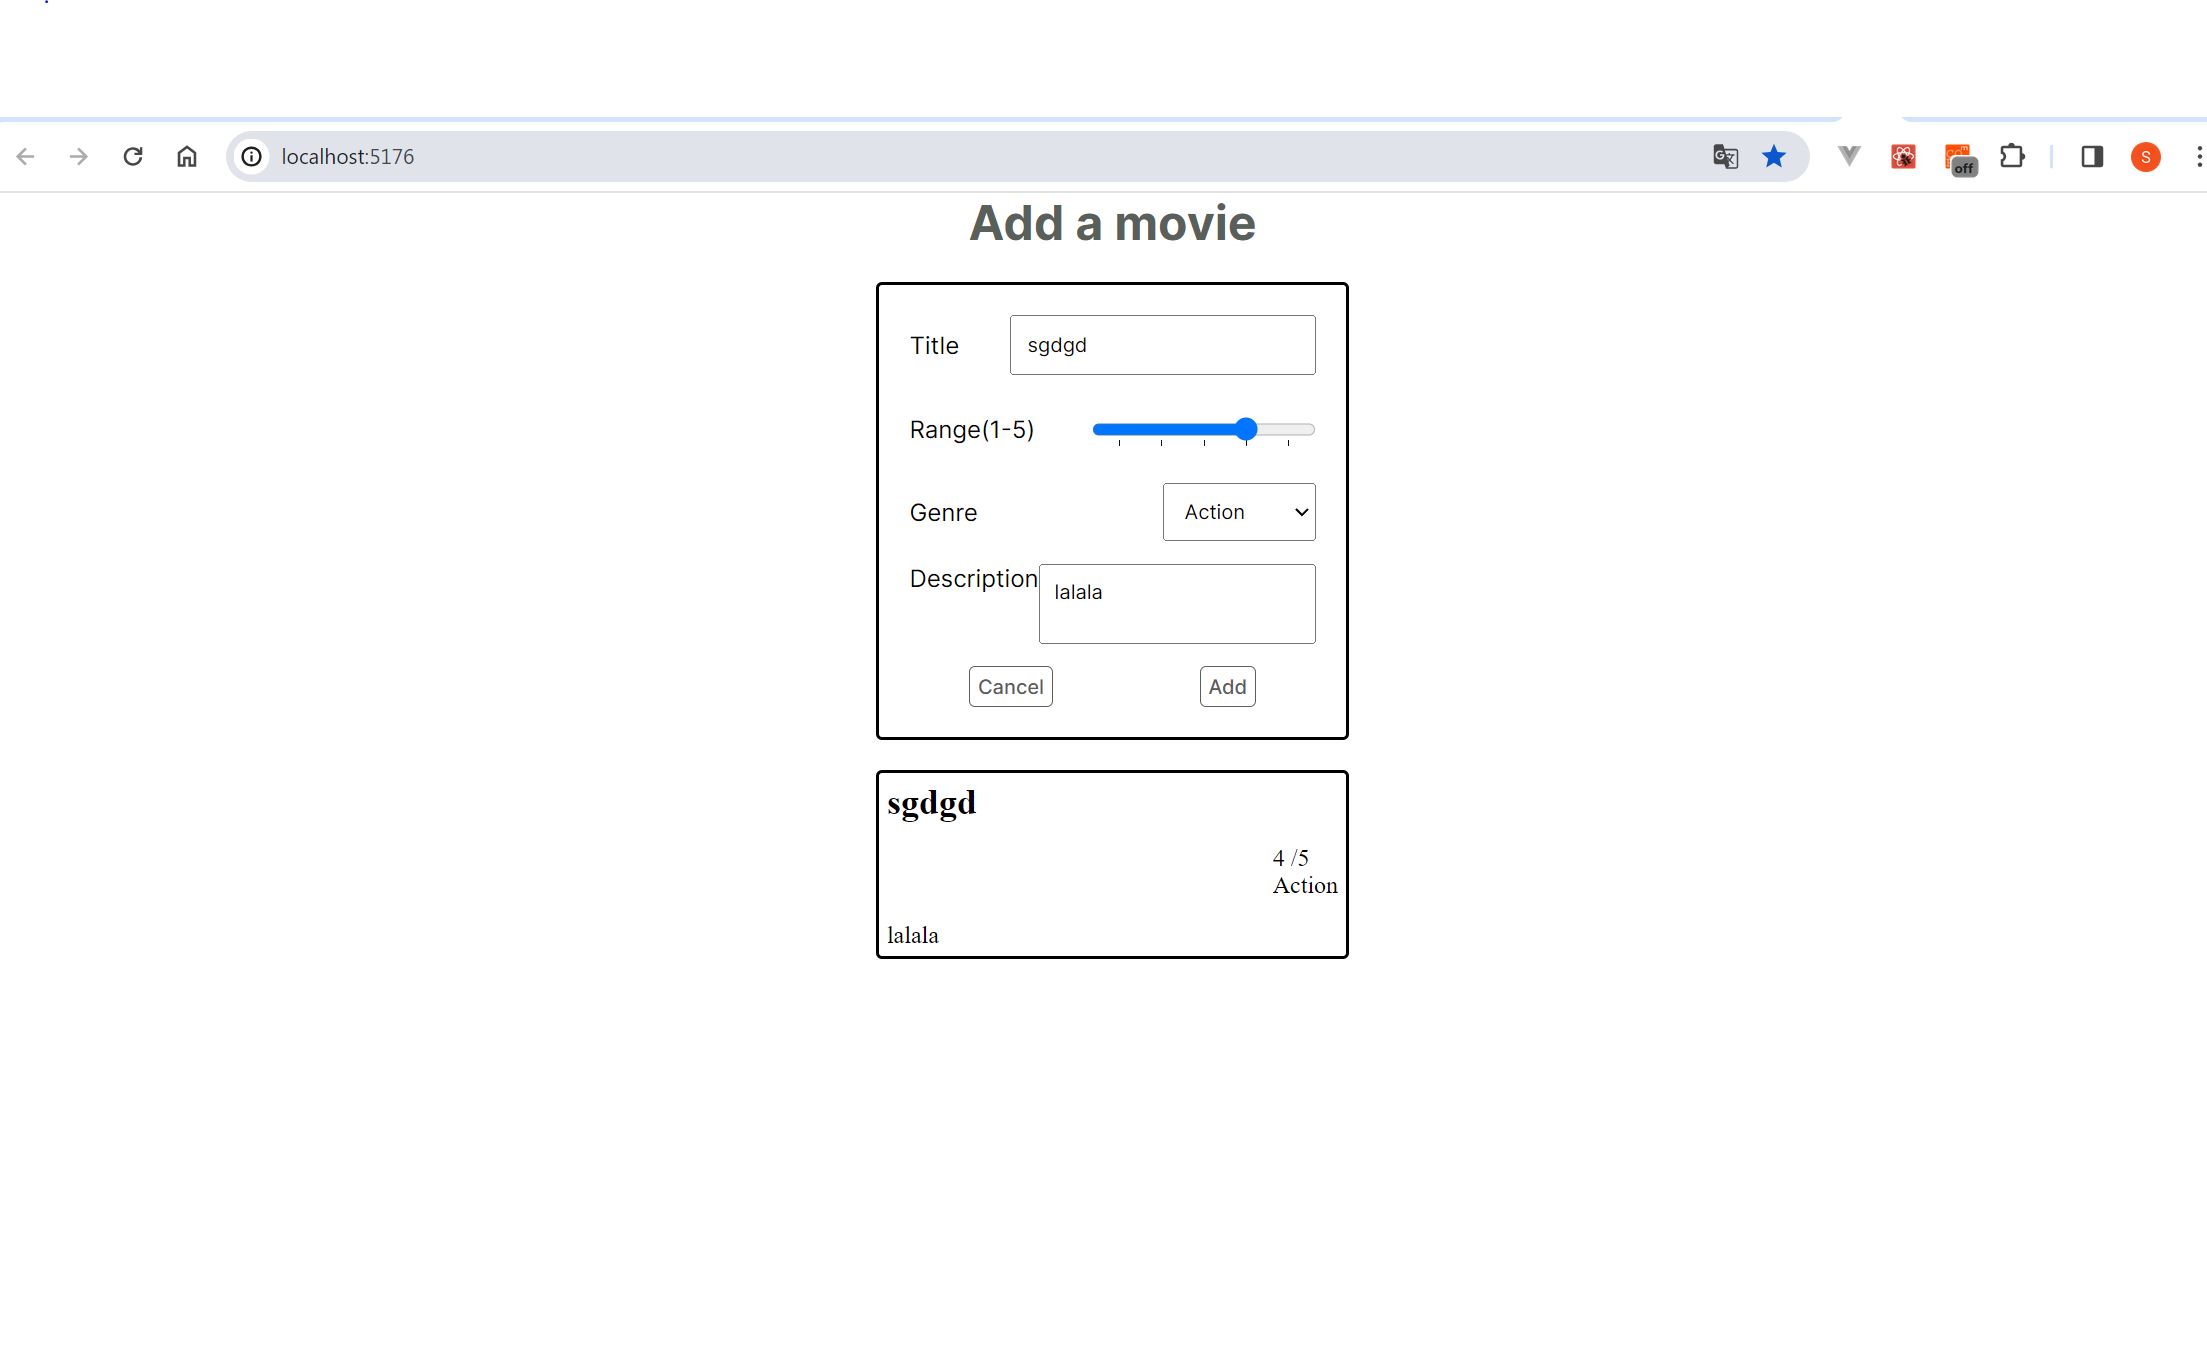 localhost:5176
off
S
Add a movie
Title
sgdgd
Range(1-5)
Genre
Action
Description
lalala
Cancel
Add
sgdgd
4 /5
Action
lalala